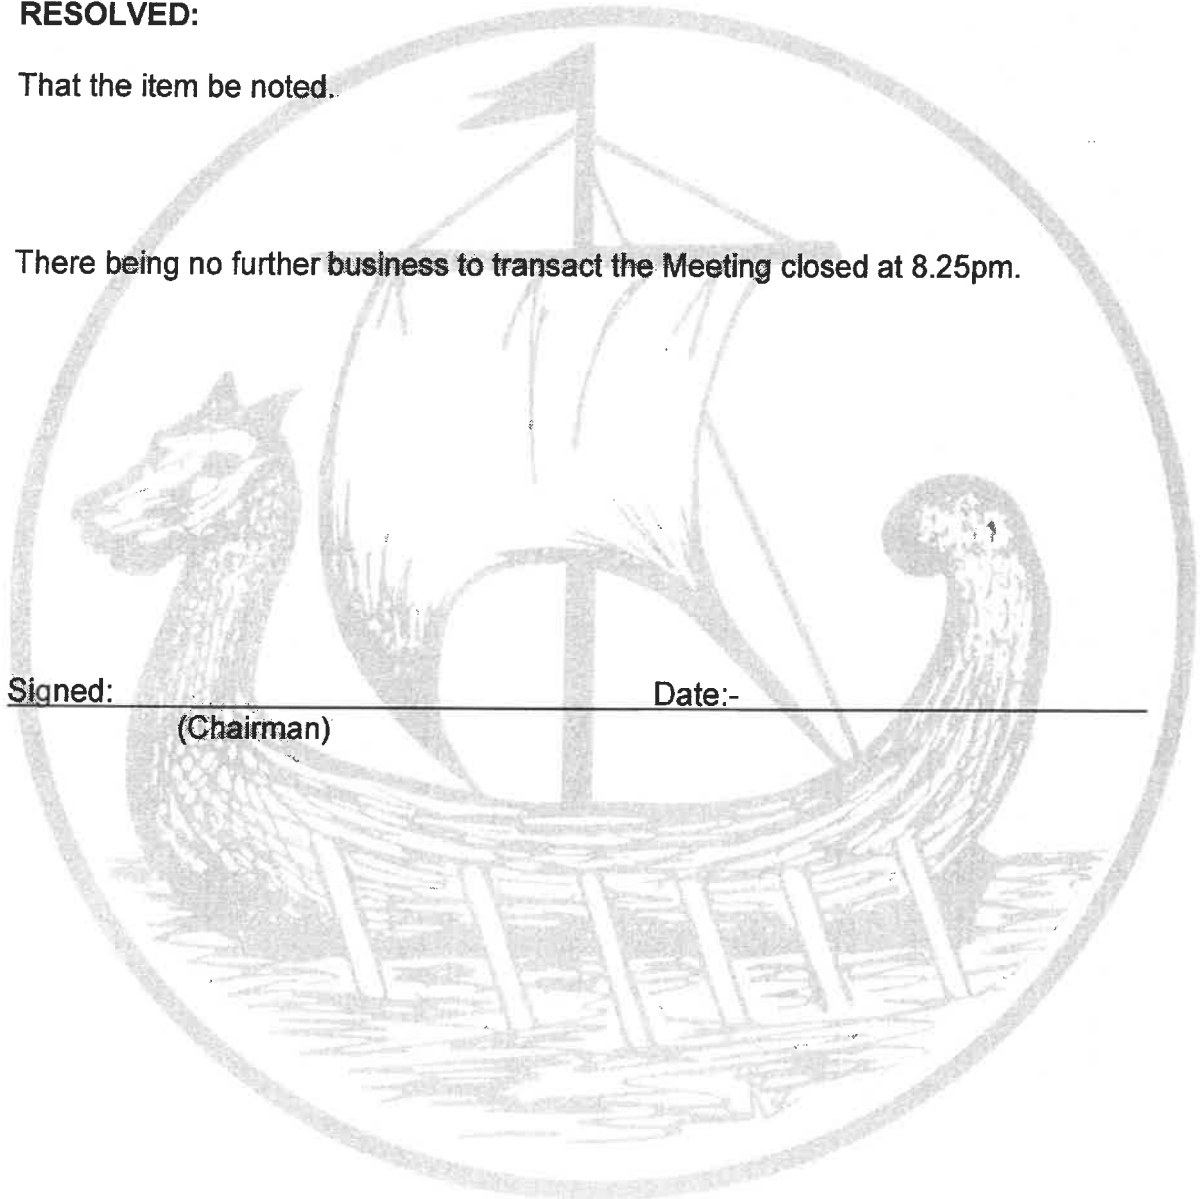 RESOLVED:
That the item be noted.
There being no further business to transact the Meeting closed at 8.25pm.
Signed: Date:-
(Chairman)